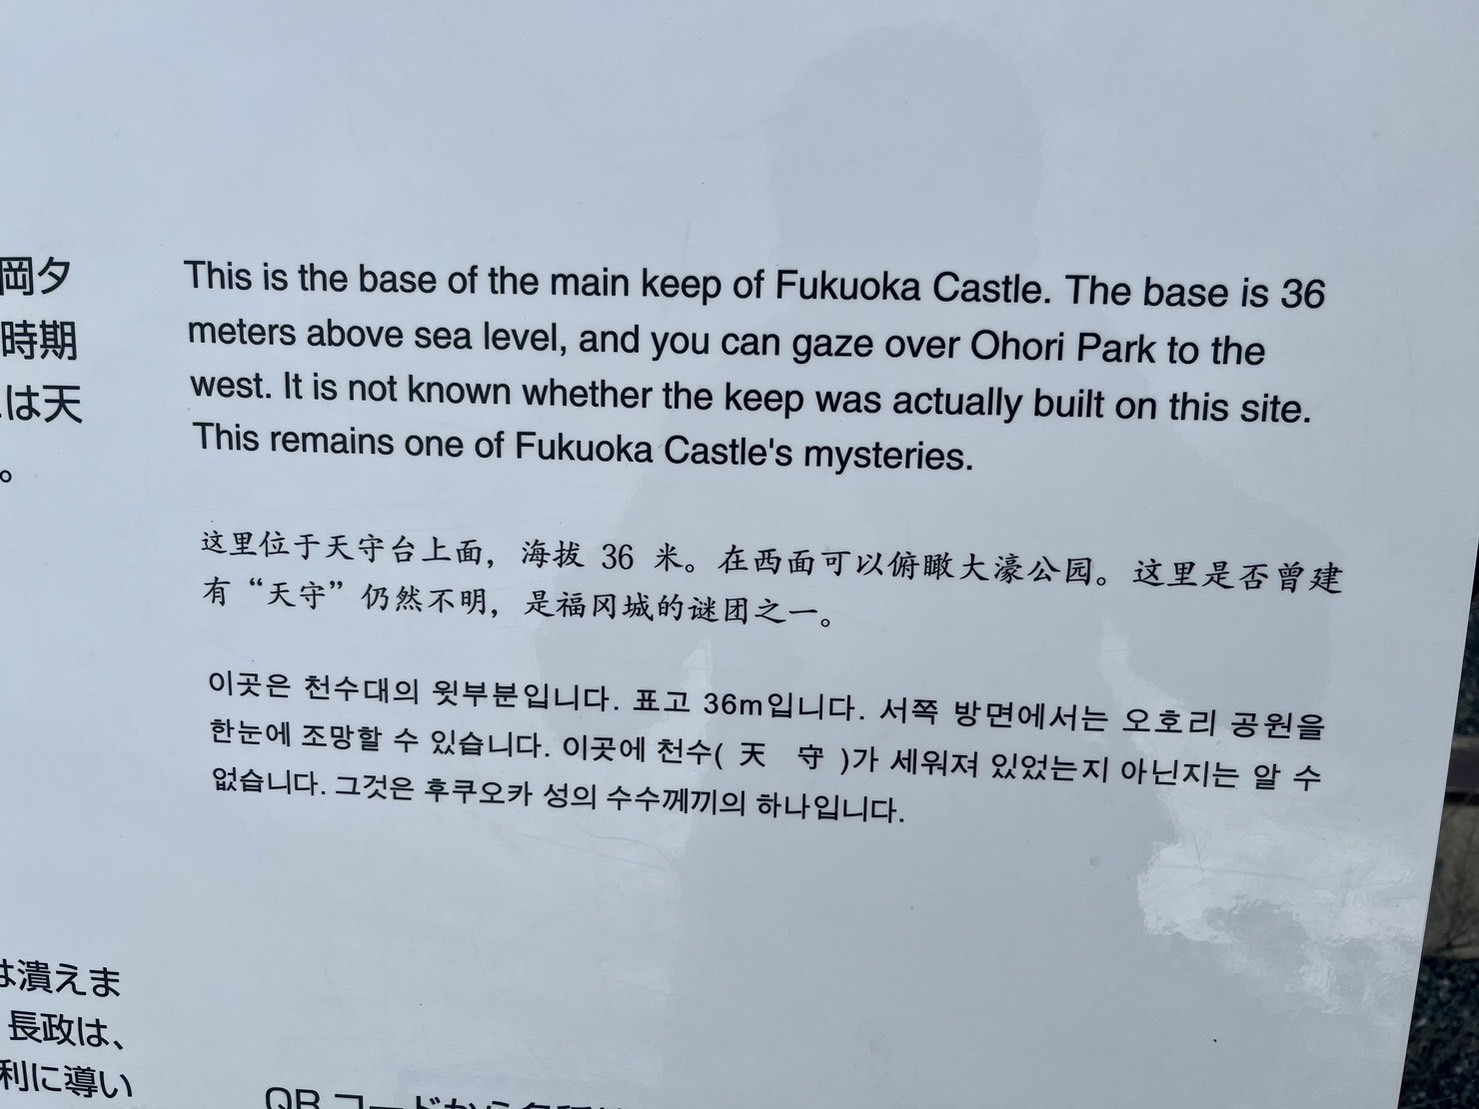 岡タ
時期
は天
。
This is the base of the main keep of Fukuoka Castle. The base is 36
meters above sea level, and you can gaze over Ohori Park to the
west. It is not known whether the keep was actually built on this site.
This remains one of Fukuoka Castle's mysteries.
这里位于天守台上面，海拔 36 米。在西面可以俯瞰大濠公园。这里是否曾建
有“天守”仍然不明，是福冈城的谜团之一。
이곳은 천수대의 윗부분입니다. 표고 36m입니다. 서쪽 방면에서는 오호리 공원을
한눈에 조망할 수 있습니다. 이곳에 천수( 天 守 )가 세워져 있었는지 아닌지는 알 수
없습니다. 그것은 후쿠오카 성의 수수께끼의 하나입니다.
は潰えま
長政は、
利に導い
QR コードから